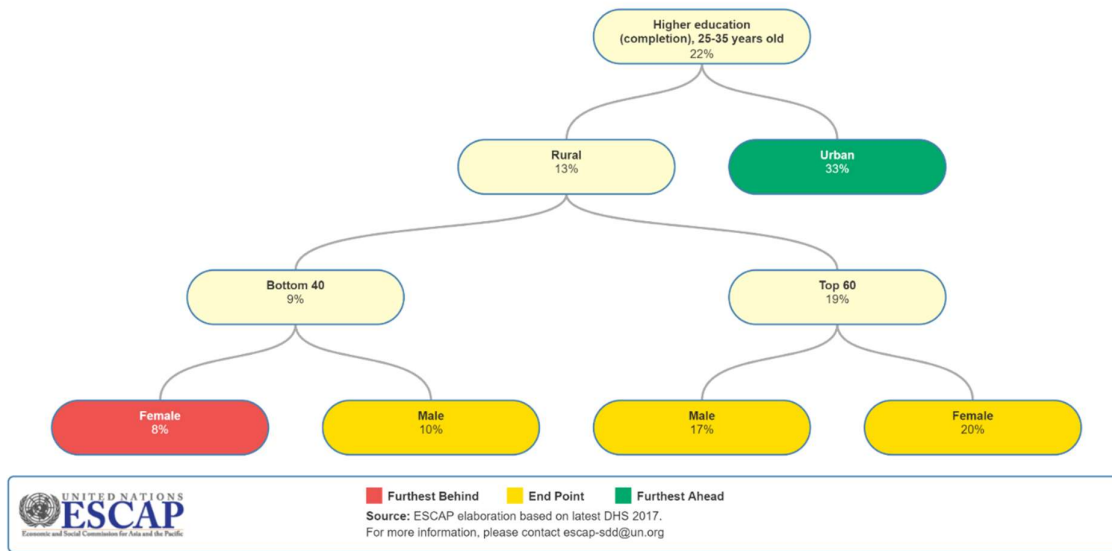 Higher education
(completion), 25-35 years old
22%
Rural
13%
Urban
33%
Bottom 40
9%
Top 60
19%
Female
8%
Male
10%
Male
17%
Female
20%
UNITED NATIONS
ESCAP
Economic and Social Commission for Asia and the Pacific
Furthest Behind
End Point
Furthest Ahead
Source: ESCAP elaboration based on latest DHS 2017.
For more information, please contact escap-sdd@un.org